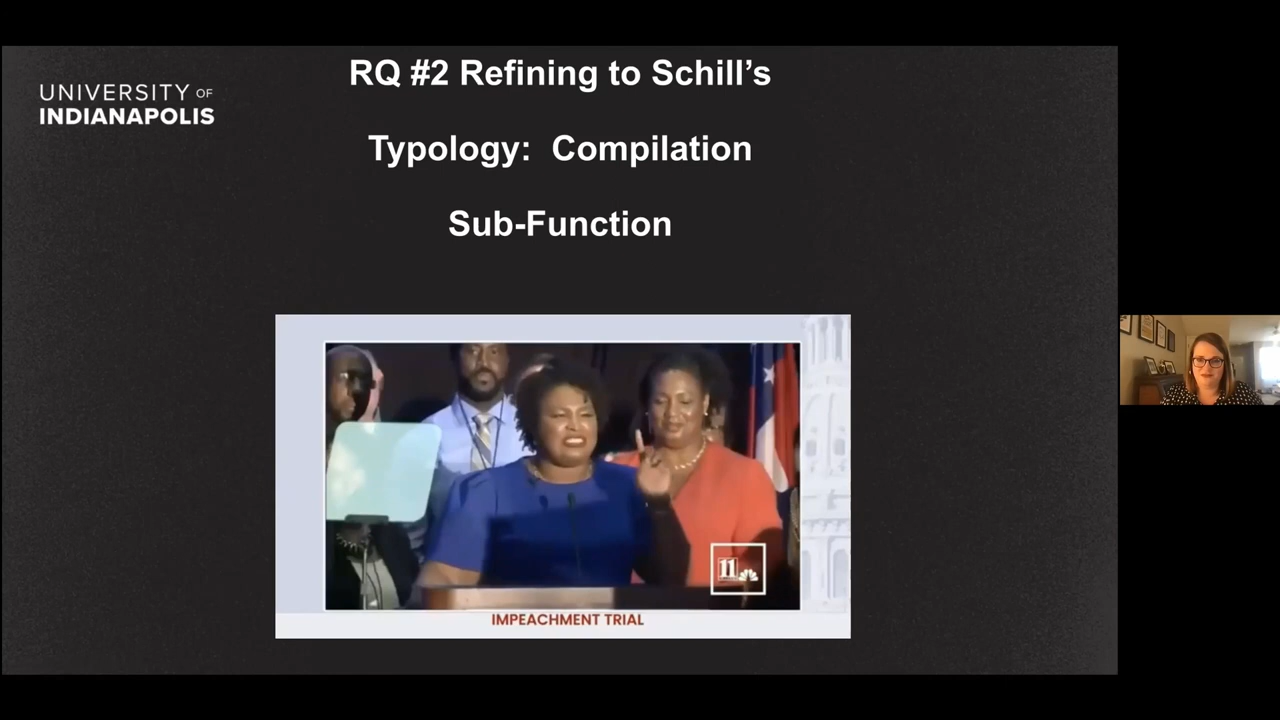 UNIVERSITY OF
INDIANAPOLIS
RQ #2 Refining to Schill’s
Typology:  Compilation
Sub-Function
11
IMPEACHMENT TRIAL